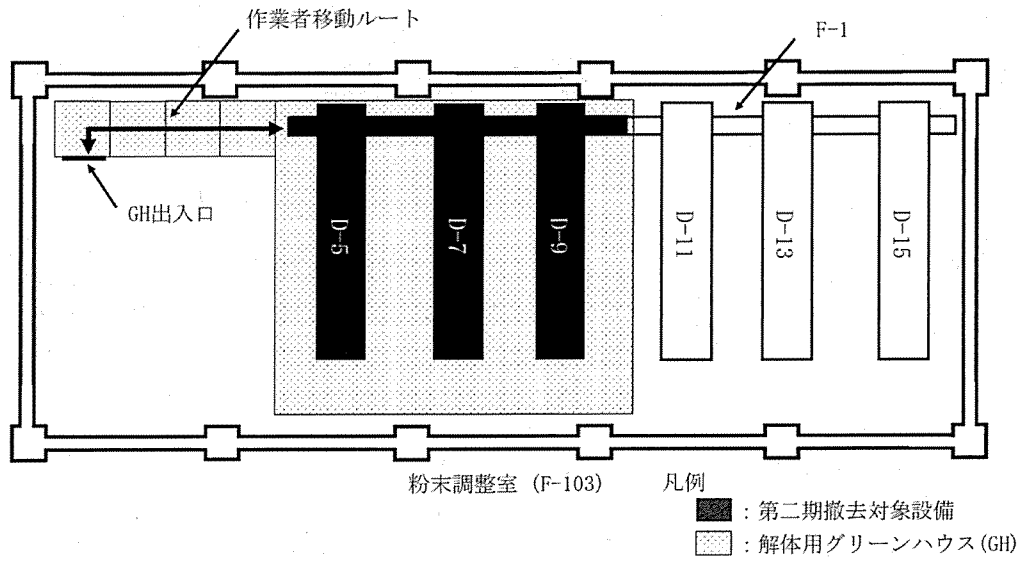 作業者移動ルート
F-1
GH出入口
D-5
D-7
D-9
D-11
D-13
D-15
粉末調整室 (F-103)
凡例
：第二期撤去対象設備
：解体用グリーンハウス(GH)